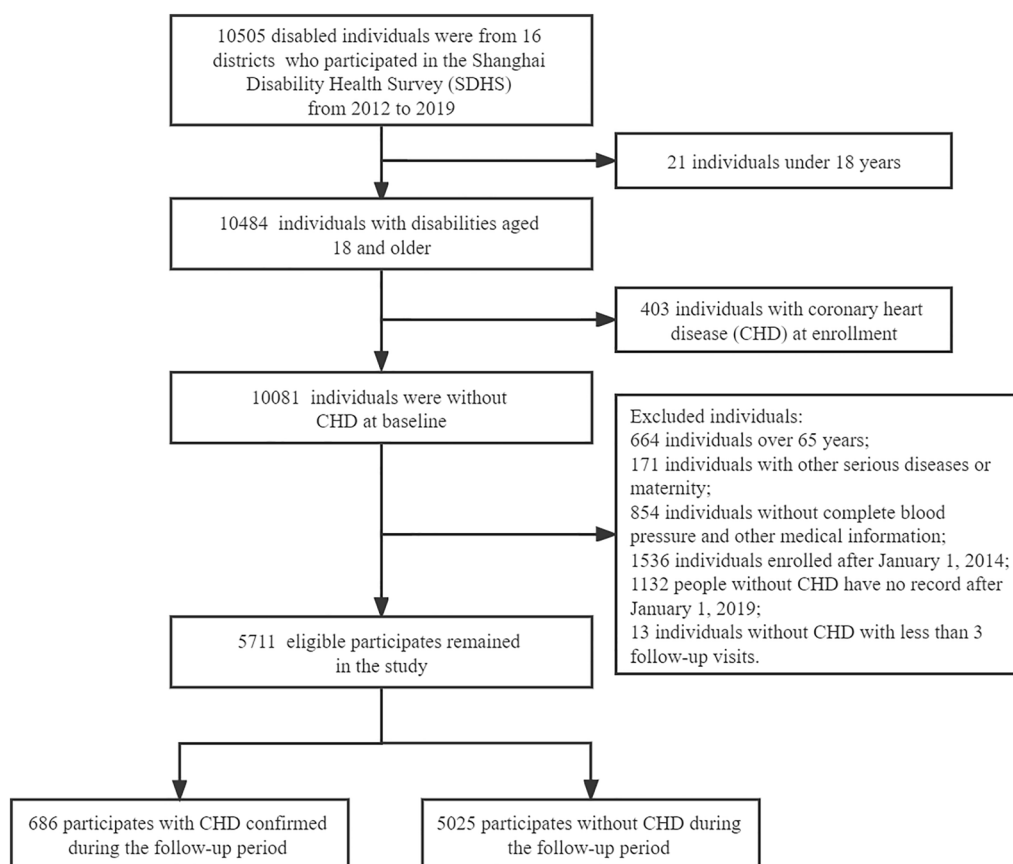 10505 disabled individuals were from 16
districts who participated in the Shanghai
Disability Health Survey (SDHS)
from 2012 to 2019
21 individuals under 18 years
10484 individuals with disabilities aged
18 and older
403 individuals with coronary heart
disease (CHD) at enrollment
10081 individuals were without
CHD at baseline
Excluded individuals:
664 individuals over 65 years;
171 individuals with other serious diseases or
maternity;
854 individuals without complete blood
pressure and other medical information;
1536 individuals enrolled after January 1, 2014;
1132 people without CHD have no record after
January 1, 2019;
13 individuals without CHD with less than 3
follow-up visits.
5711 eligible participates remained
in the study
686 participates with CHD confirmed
during the follow-up period
5025 participates without CHD during
the follow-up period